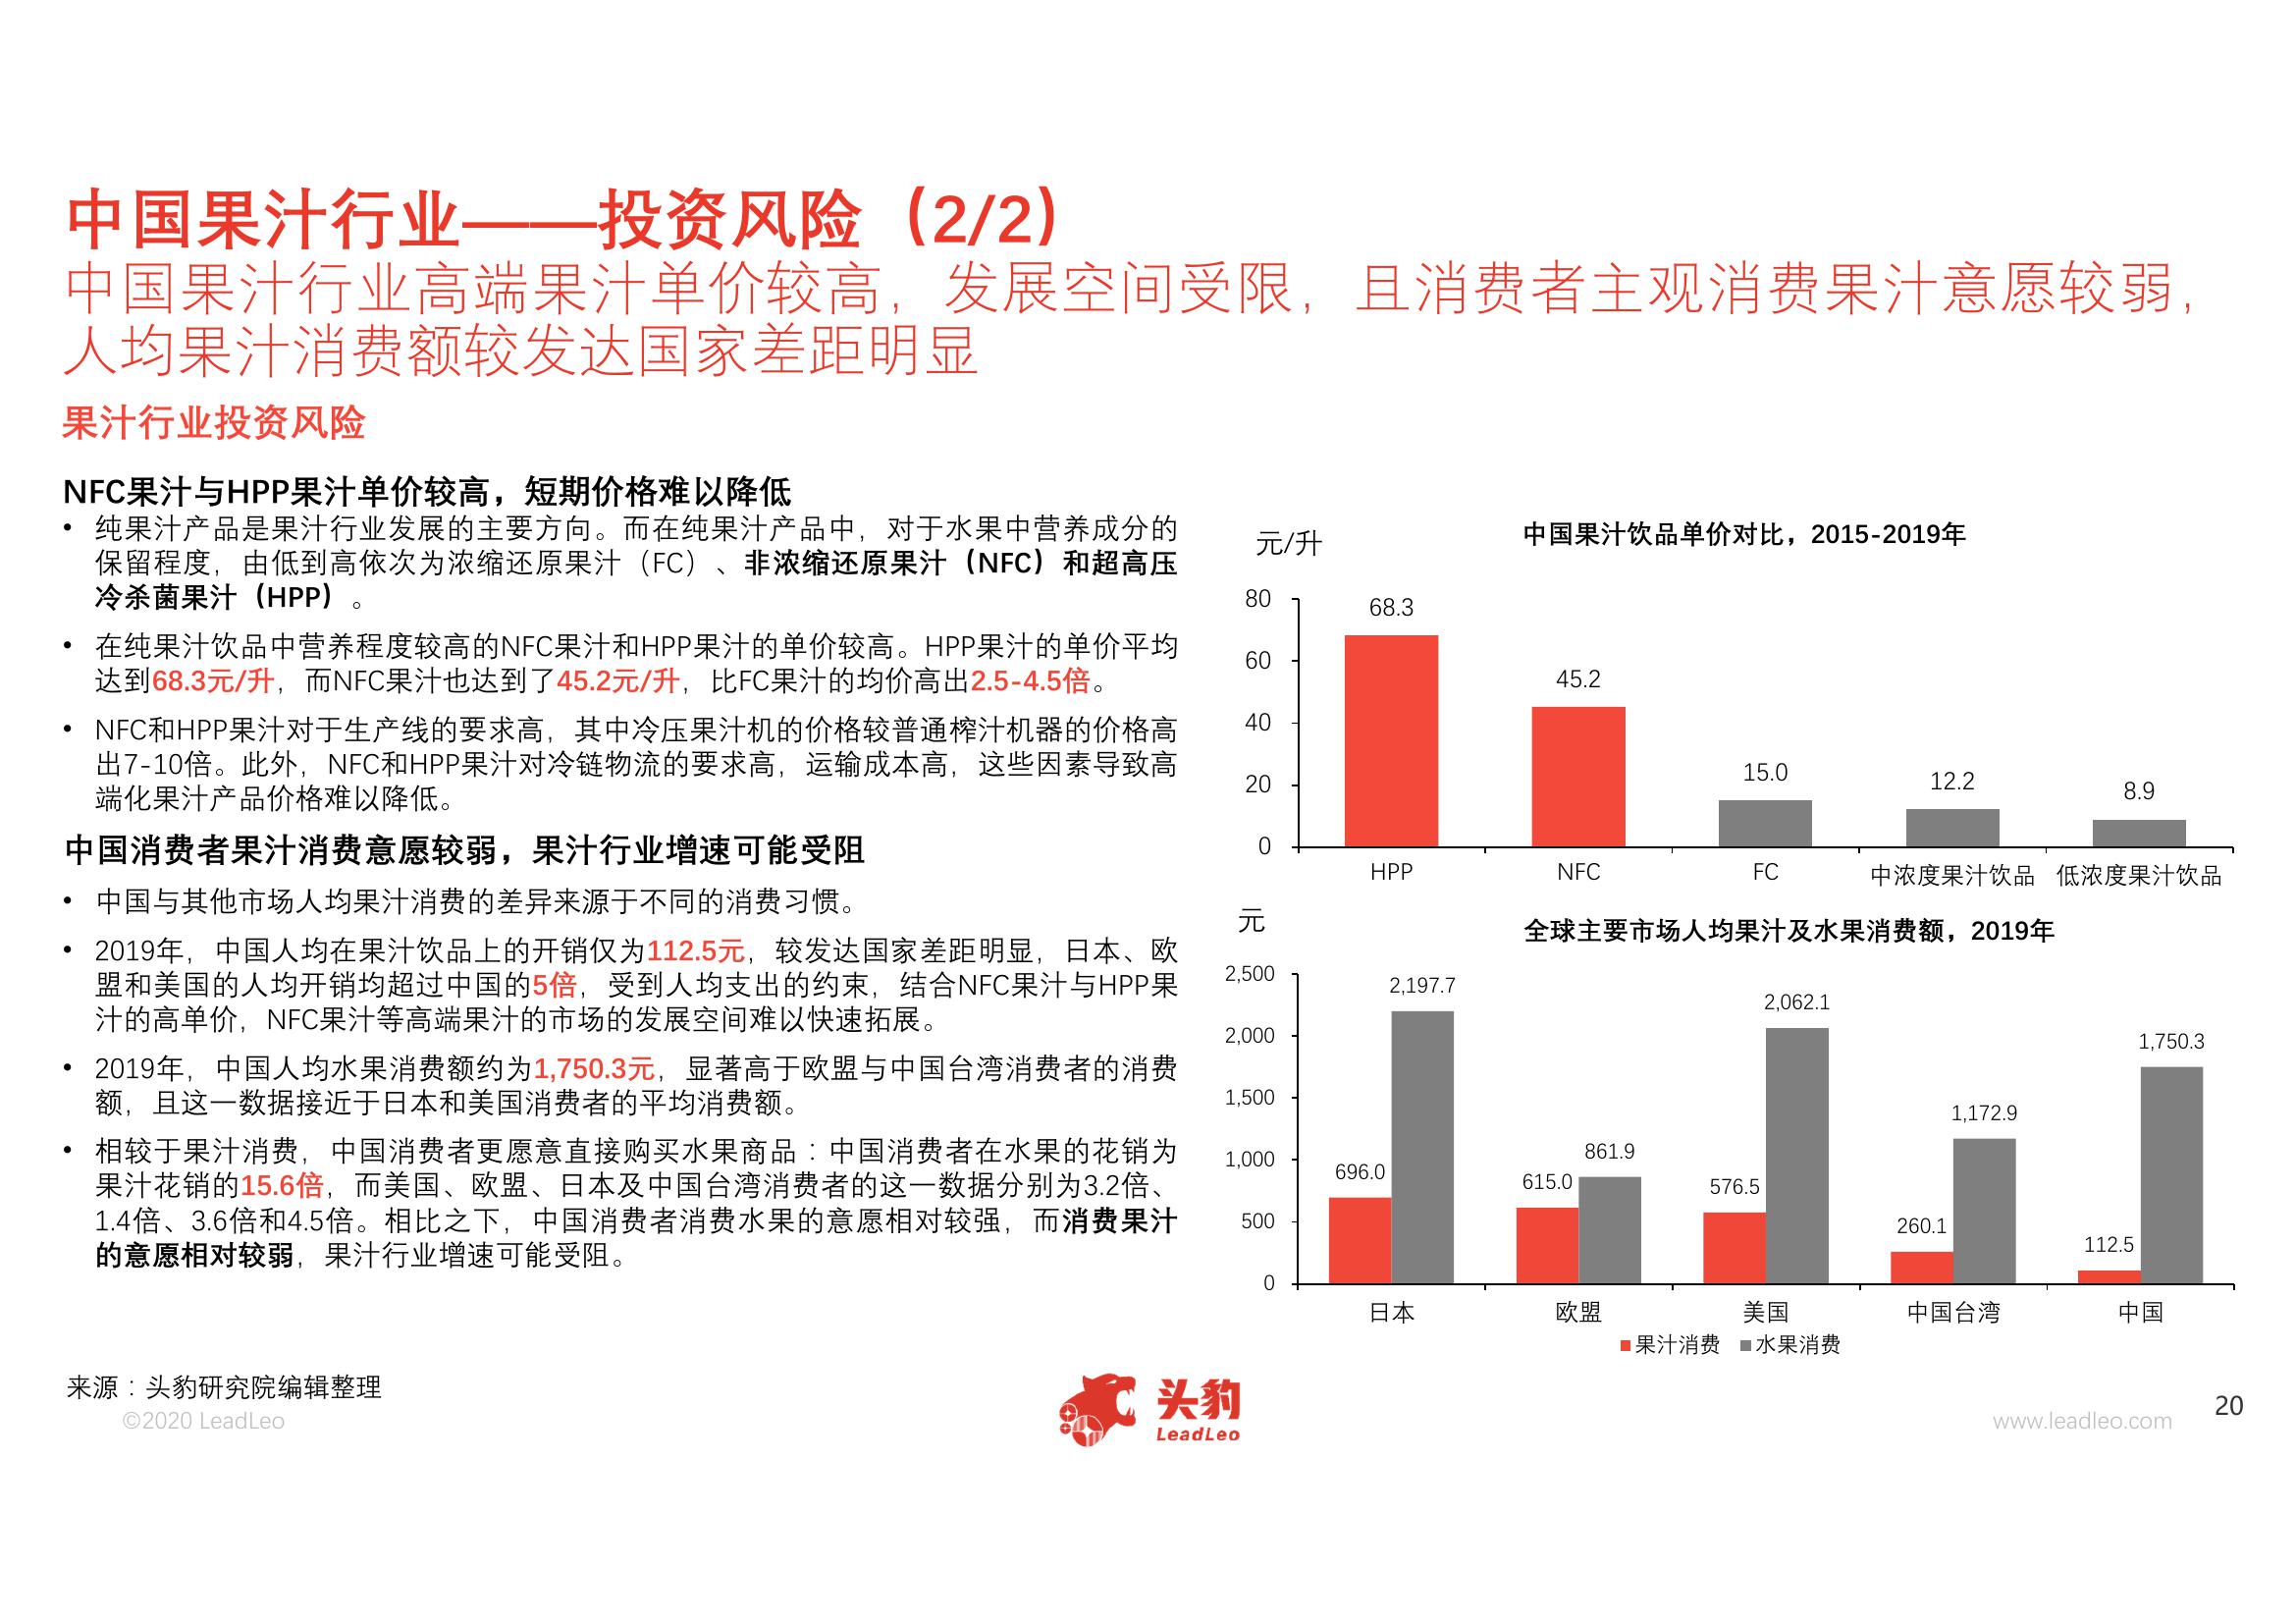 中国果汁行业——投资风险（2/2）
中国果汁行业高端果汁单价较高，发展空间受限，且消费者主观消费果汁意愿较弱，
人均果汁消费额较发达国家差距明显
果汁行业投资风险
NFC果汁与HPP果汁单价较高，短期价格难以降低
• 纯果汁产品是果汁行业发展的主要方向。而在纯果汁产品中，对于水果中营养成分的
保留程度，由低到高依次为浓缩还原果汁（FC）、非浓缩还原果汁（NFC）和超高压
冷杀菌果汁（HPP）。
• 在纯果汁饮品中营养程度较高的NFC果汁和HPP果汁的单价较高。HPP果汁的单价平均
达到68.3元/升，而NFC果汁也达到了45.2元/升，比FC果汁的均价高出2.5-4.5倍。
• NFC和HPP果汁对于生产线的要求高，其中冷压果汁机的价格较普通榨汁机器的价格高
出7-10倍。此外，NFC和HPP果汁对冷链物流的要求高，运输成本高，这些因素导致高
端化果汁产品价格难以降低。
中国消费者果汁消费意愿较弱，果汁行业增速可能受阻
• 中国与其他市场人均果汁消费的差异来源于不同的消费习惯。
• 2019年，中国人均在果汁饮品上的开销仅为112.5元，较发达国家差距明显，日本、欧
盟和美国的人均开销均超过中国的5倍，受到人均支出的约束，结合NFC果汁与HPP果
汁的高单价，NFC果汁等高端果汁的市场的发展空间难以快速拓展。
• 2019年，中国人均水果消费额约为1,750.3元，显著高于欧盟与中国台湾消费者的消费
额，且这一数据接近于日本和美国消费者的平均消费额。
• 相较于果汁消费，中国消费者更愿意直接购买水果商品：中国消费者在水果的花销为
果汁花销的15.6倍，而美国、欧盟、日本及中国台湾消费者的这一数据分别为3.2倍、
1.4倍、3.6倍和4.5倍。相比之下，中国消费者消费水果的意愿相对较强，而消费果汁
的意愿相对较弱，果汁行业增速可能受阻。
元/升
中国果汁饮品单价对比，2015-2019年
80
60
40
20
0
68.3
45.2
15.0
12.2
8.9
HPP
NFC
FC
中浓度果汁饮品
低浓度果汁饮品
元
全球主要市场人均果汁及水果消费额，2019年
2,500
2,000
1,500
1,000
500
0
696.0
2,197.7
615.0
861.9
576.5
2,062.1
260.1
1,172.9
112.5
1,750.3
日本
欧盟
美国
中国台湾
中国
果汁消费
水果消费
来源：头豹研究院编辑整理
©2020 LeadLeo
头豹
LeadLeo
www.leadleo.com
20